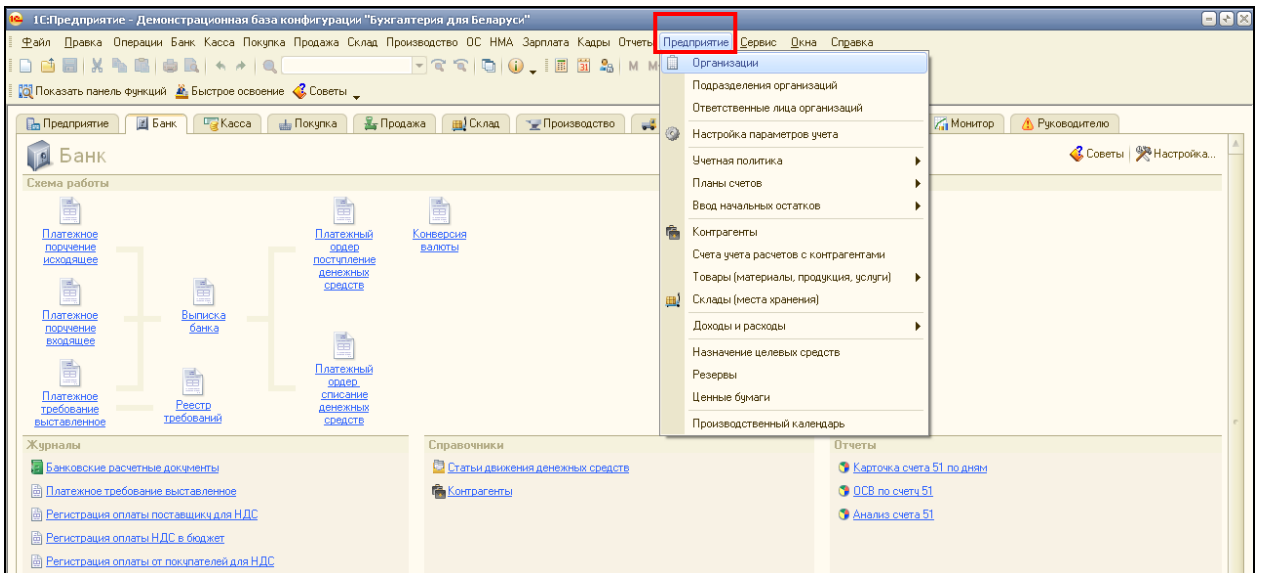 1С:Предприятие - Демонстрационная база конфигурации "Бухгалтерия для Беларуси"
Файл Правка Операции Банк Касса Покупка Продажа Склад Производство ОС НМА Зарплата Кадры Отчеты Предприятие Сервис Окна Справка
M M
Показать панель функций Быстрое освоение Советы
Предприятие Банк Касса Покупка Продажа Склад Производство Монитор Руководителю
Банк
Советы Настройка...
Схема работы
Платежное
поручение
исходящее
Платежный
ордер
поступление
денежных
средств
Конверсия
валюты
Платежное
поручение
входящее
Выписка
банка
Платежное
требование
выставленное
Реестр
требований
Платежный
ордер
списание
денежных
средств
Организации
Подразделения организаций
Ответственные лица организаций
Настройка параметров учета
Учетная политика
Планы счетов
Ввод начальных остатков
Контрагенты
Счета учета расчетов с контрагентами
Товары (материалы, продукция, услуги)
Склады (места хранения)
Доходы и расходы
Назначение целевых средств
Резервы
Ценные бумаги
Производственный календарь
Журналы
Банковские расчетные документы
Платежное требование выставленное
Регистрация оплаты поставщику для НДС
Регистрация оплаты НДС в бюджет
Регистрация оплаты от покупателей для НДС
Справочники
Статьи движения денежных средств
Контрагенты
Отчеты
Карточка счета 51 по дням
ОСВ по счету 51
Анализ счета 51